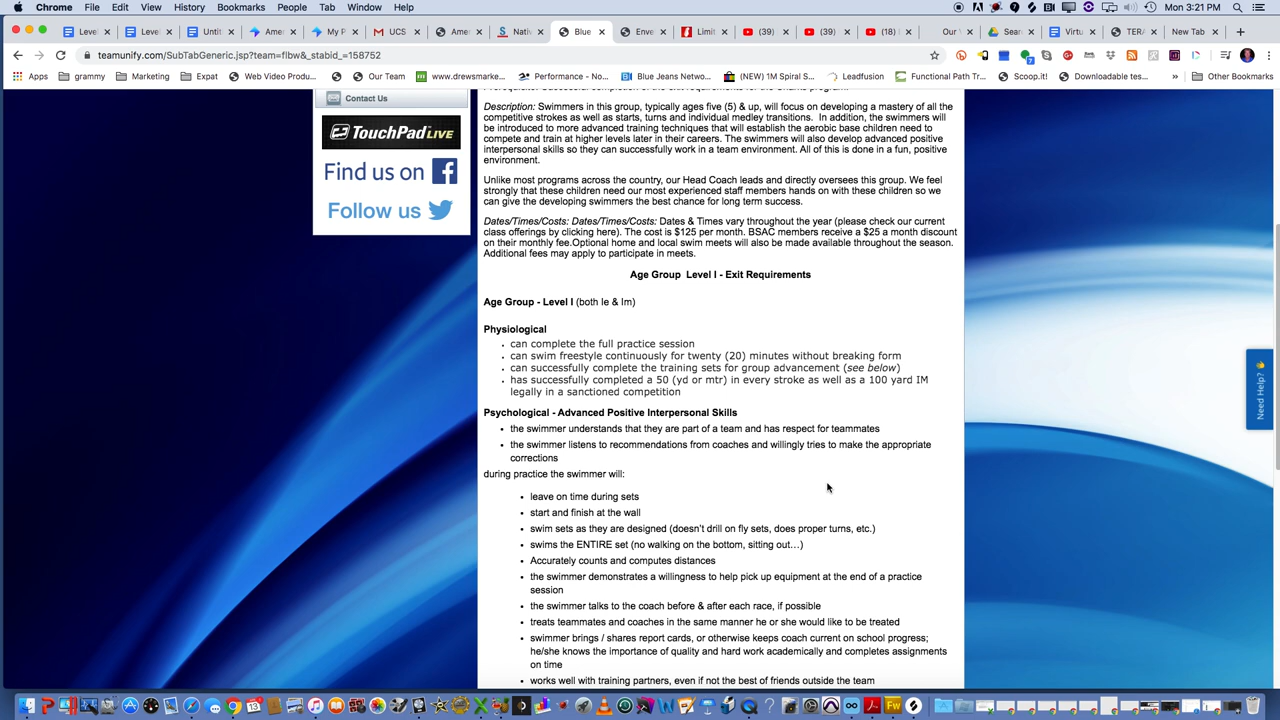 Chrome File Edit View History Bookmarks People Tab Window Help Mon 3:21 PM
Level Level Untit Amer My P UCS Amer Nativ Blue Enve Limit (39) (39) (18) Our \ Sear Virtu TERA New Tab
teamunify.com/SubTabGeneric.jsp?team=flbw&_stabid_=158752
Apps grammy Marketing Expat Web Video Produ... Our Team www.drewsmarke... Performance - No... Blue Jeans Netwo... (NEW) 1M Spiral S... Leadfusion Functional Path Tr... Scoop.it! Downloadable tes... » Other Bookmarks
Contact Us
TouchPad LIVE
Find us on
Follow us
Description: Swimmers in this group, typically ages five (5) & up, will focus on developing a mastery of all the
competitive strokes as well as starts, turns and individual medley transitions. In addition, the swimmers will
be introduced to more advanced training techniques that will establish the aerobic base children need to
compete and train at higher levels later in their careers. The swimmers will also develop advanced positive
interpersonal skills so they can successfully work in a team environment. All of this is done in a fun, positive
environment.
Unlike most programs across the country, our Head Coach leads and directly oversees this group. We feel
strongly that these children need our most experienced staff members hands on with these children so we
can give the developing swimmers the best chance for long term success.
Dates/Times/Costs: Dates/Times/Costs: Dates & Times vary throughout the year (please check our current
class offerings by clicking here). The cost is $125 per month. BSAC members receive a $25 a month discount
on their monthly fee.Optional home and local swim meets will also be made available throughout the season.
Additional fees may apply to participate in meets.
Age Group Level I - Exit Requirements
Age Group - Level I (both Ie & Im)
Physiological
• can complete the full practice session
• can swim freestyle continuously for twenty (20) minutes without breaking form
• can successfully complete the training sets for group advancement (see below)
• has successfully completed a 50 (yd or mtr) in every stroke as well as a 100 yard IM
legally in a sanctioned competition
Psychological - Advanced Positive Interpersonal Skills
• the swimmer understands that they are part of a team and has respect for teammates
• the swimmer listens to recommendations from coaches and willingly tries to make the appropriate
corrections
during practice the swimmer will:
• leave on time during sets
• start and finish at the wall
• swim sets as they are designed (doesn't drill on fly sets, does proper turns, etc.)
• swims the ENTIRE set (no walking on the bottom, sitting out...)
• Accurately counts and computes distances
• the swimmer demonstrates a willingness to help pick up equipment at the end of a practice
session
• the swimmer talks to the coach before & after each race, if possible
• treats teammates and coaches in the same manner he or she would like to be treated
• swimmer brings / shares report cards, or otherwise keeps coach current on school progress;
he/she knows the importance of quality and hard work academically and completes assignments
on time
• works well with training partners, even if not the best of friends outside the team
Need Help?